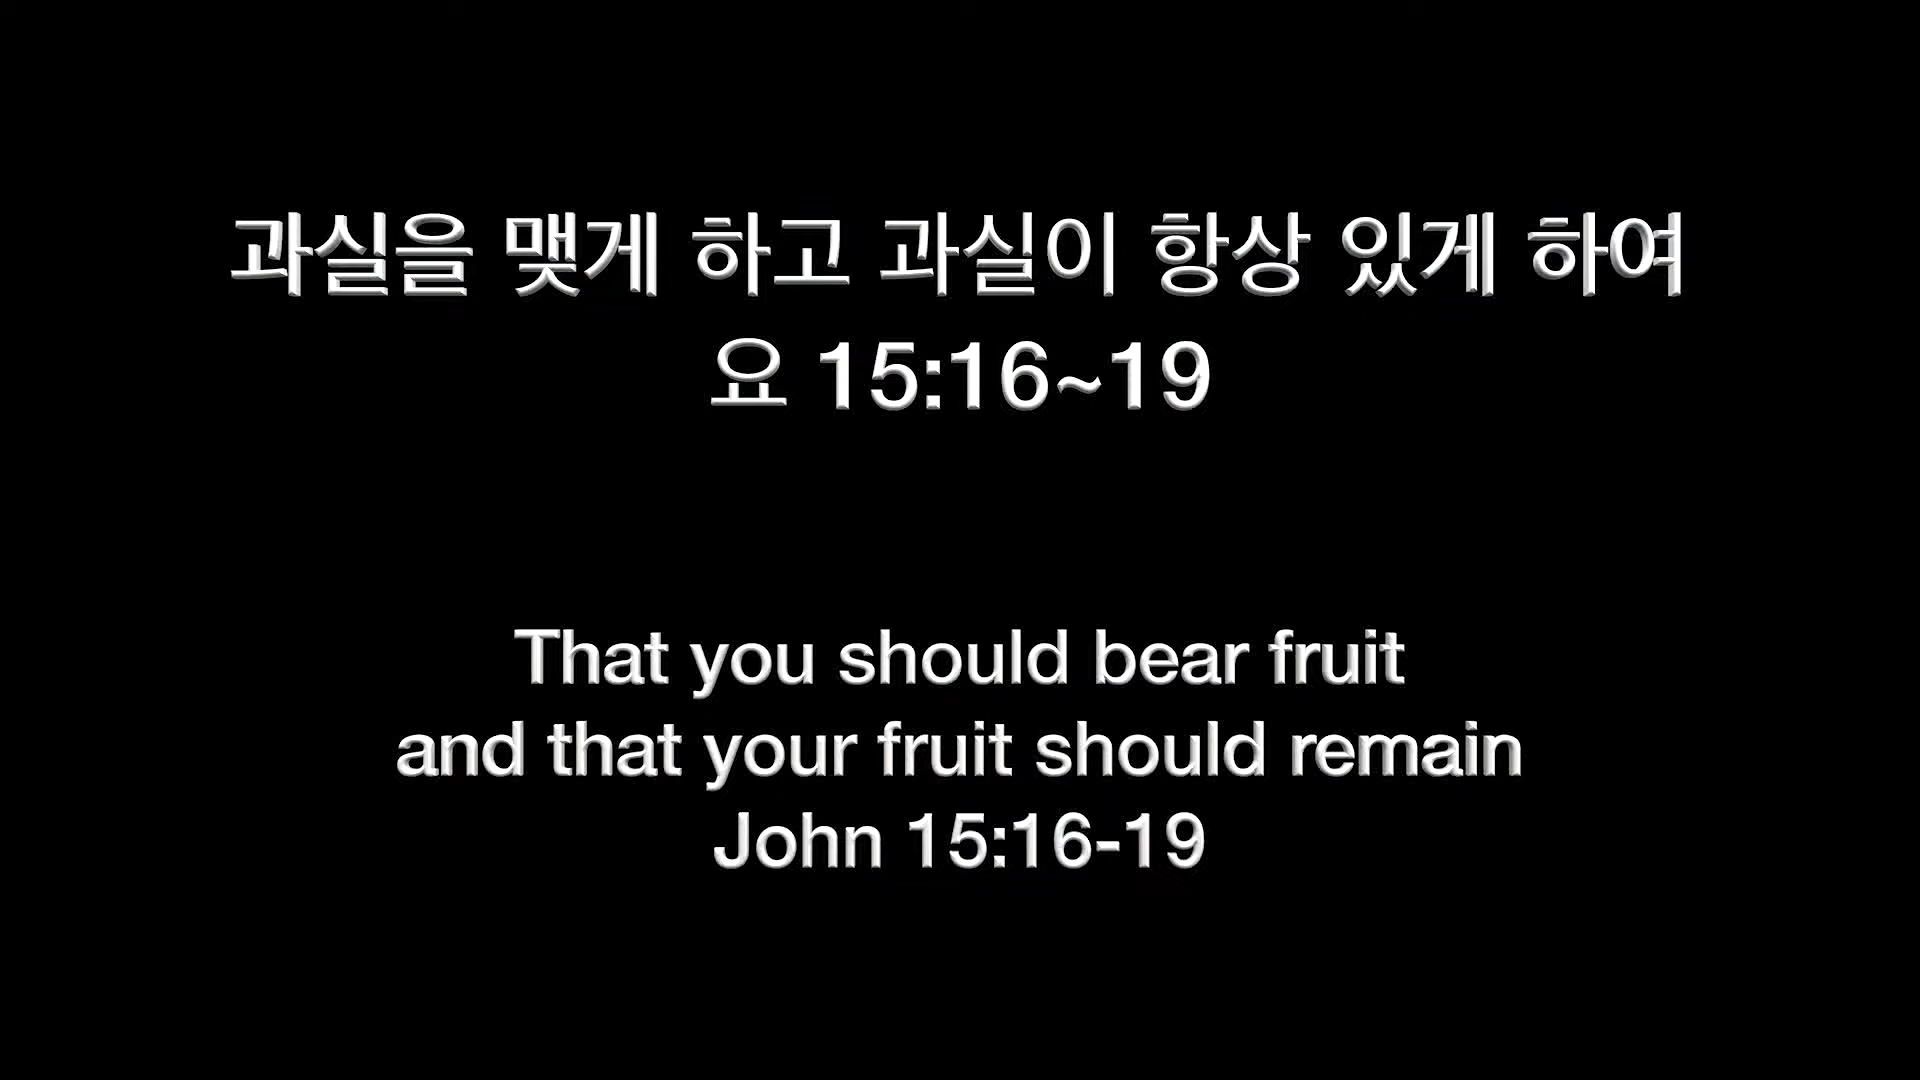 과실을 맺게 하고 과실이 항상 있게 하여
요 15:16~19
That you should bear fruit
and that your fruit should remain
John 15:16-19